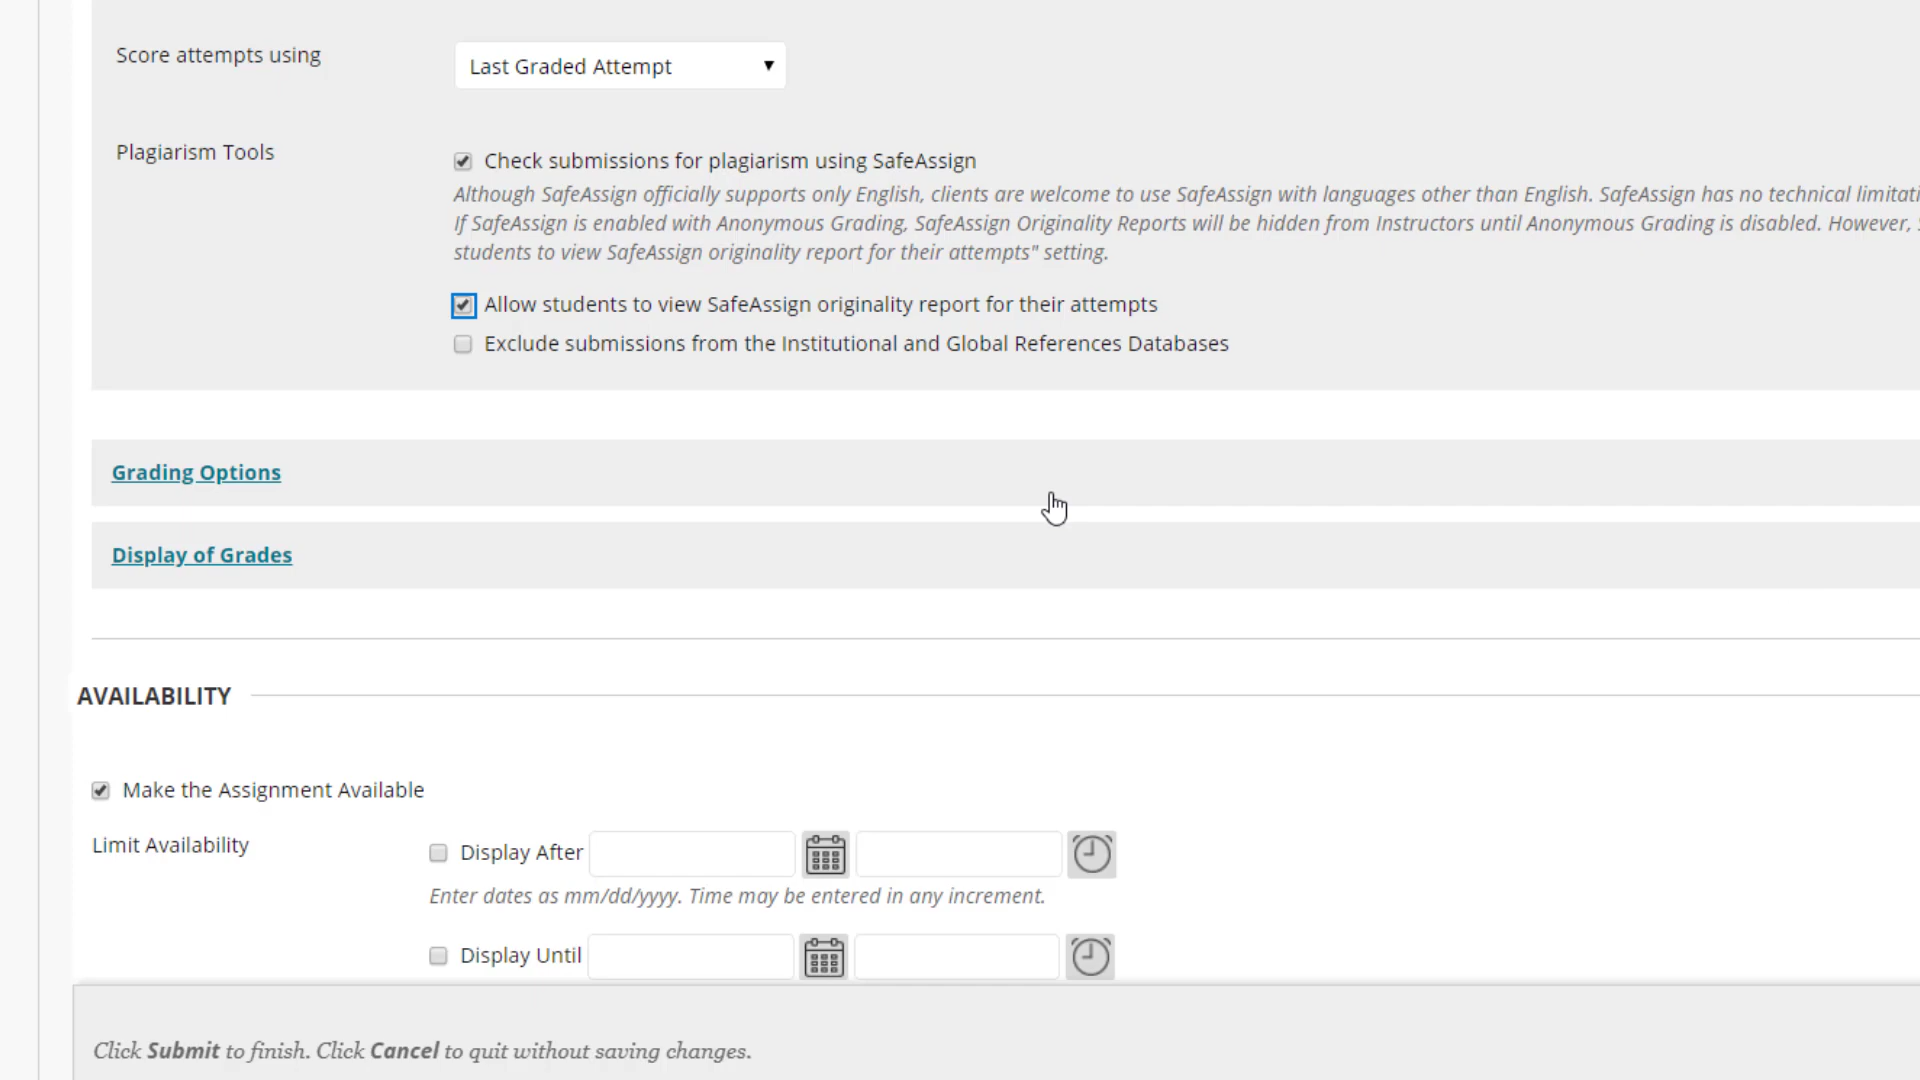 Score attempts using
Last Graded Attempt
Plagiarism Tools
Check submissions for plagiarism using SafeAssign
Although SafeAssign officially supports only English, clients are welcome to use SafeAssign with languages other than English. SafeAssign has no technical
If SafeAssign is enabled with Anonymous Grading, SafeAssign Originality Reports will be hidden from Instructors until Anonymous Grading is disabled. However,
students to view SafeAssign originality report for their attempts" setting.
Allow students to view SafeAssign originality report for their attempts
Exclude submissions from the Institutional and Global References Databases
Grading Options
Display of Grades
AVAILABILITY
Make the Assignment Available
Limit Availability
Display After
Enter dates as mm/dd/yyyy. Time may be entered in any increment.
Display Until
Click Submit to finish. Click Cancel to quit without saving changes.